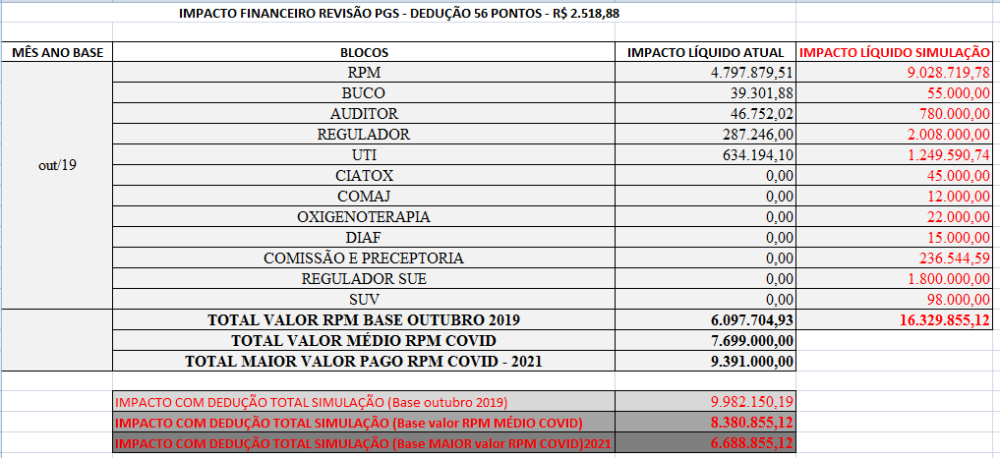 IMPACTO FINANCEIRO REVISÃO PGS - DEDUÇÃO 56 PONTOS - R$ 2.518,88
MÊS ANO BASE BLOCOS IMPACTO LÍQUIDO ATUAL IMPACTO LÍQUIDO SIMULAÇÃO
RPM 4.797.879,51 9.028.719,78
BUCO 39.301,88 55.000,00
AUDITOR 46.752,02 780.000,00
REGULADOR 287.246,00 2.008.000,00
UTI 634.194,10 1.249.590,74
out/19
CIATOX 0,00 45.000,00
COMAJ 0,00 12.000,00
OXIGENOTERAPIA 0,00 22.000,00
DIAF 0,00 15.000,00
COMISSÃO E PRECEPTORIA 0,00 236.544,59
REGULADOR SUE 0,00 1.800.000,00
SUV 0,00 98.000,00
TOTAL VALOR RPM BASE OUTUBRO 2019 6.097.704,93 16.329.855,12
TOTAL VALOR MÉDIO RPM COVID 7.699.000,00
TOTAL MAIOR VALOR PAGO RPM COVID - 2021 9.391.000,00
IMPACTO COM DEDUÇÃO TOTAL SIMULAÇÃO (Base outubro 2019) 9.982.150,19
IMPACTO COM DEDUÇÃO TOTAL SIMULAÇÃO (Base valor RPM MÉDIO COVID) 8.380.855,12
IMPACTO COM DEDUÇÃO TOTAL SIMULAÇÃO (Base MAIOR valor RPM COVID)2021 6.688.855,12